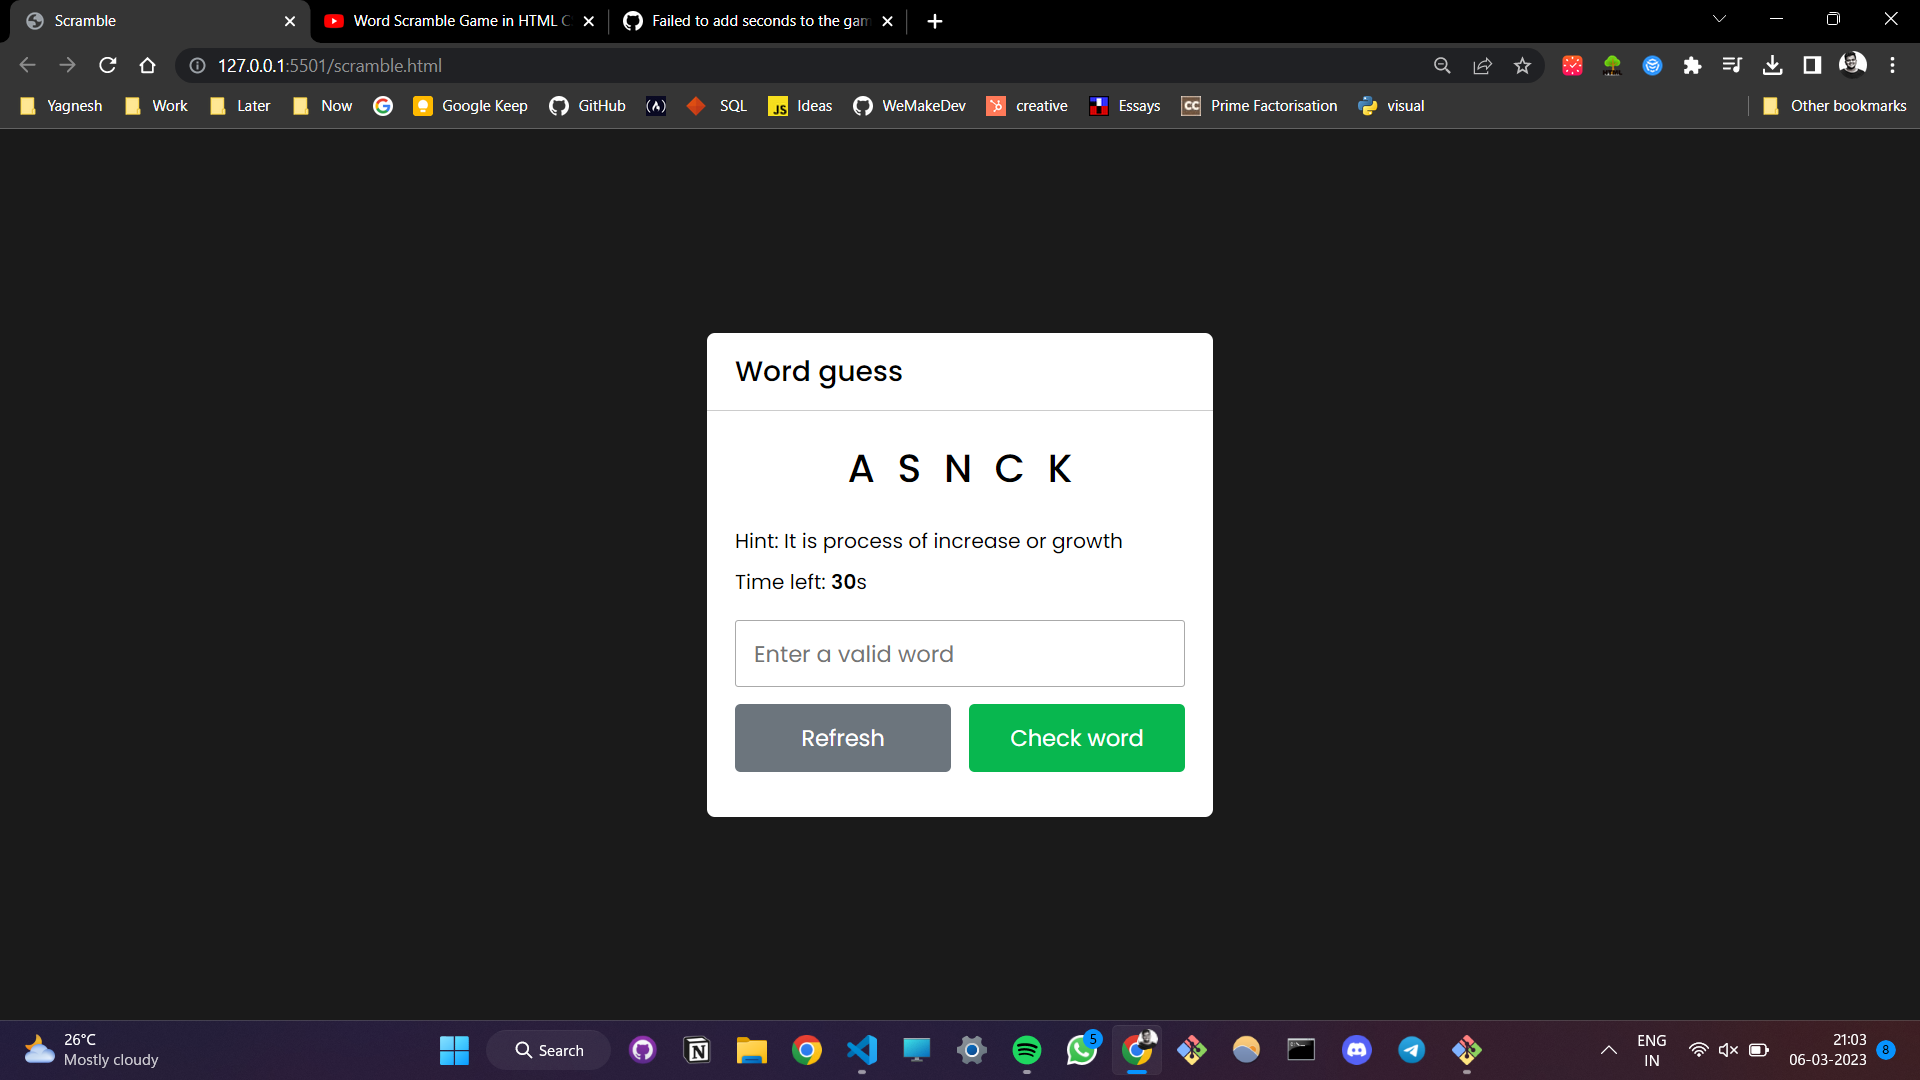 Scramble
Word Scramble Game in HTML C
Failed to add seconds to the gam
127.0.0.1:5501/scramble.html
Yagnesh
Work
Later
Now
Google Keep
GitHub
(A)
SQL
JS
Ideas
WeMakeDev
creative
Essays
CC
Prime Factorisation
visual
Other bookmarks
Word guess
A S N C K
Hint: It is process of increase or growth
Time left: 30s
Enter a valid word
Refresh
Check word
26°C
Mostly cloudy
Search
5
ENG
IN
21:03
06-03-2023
8